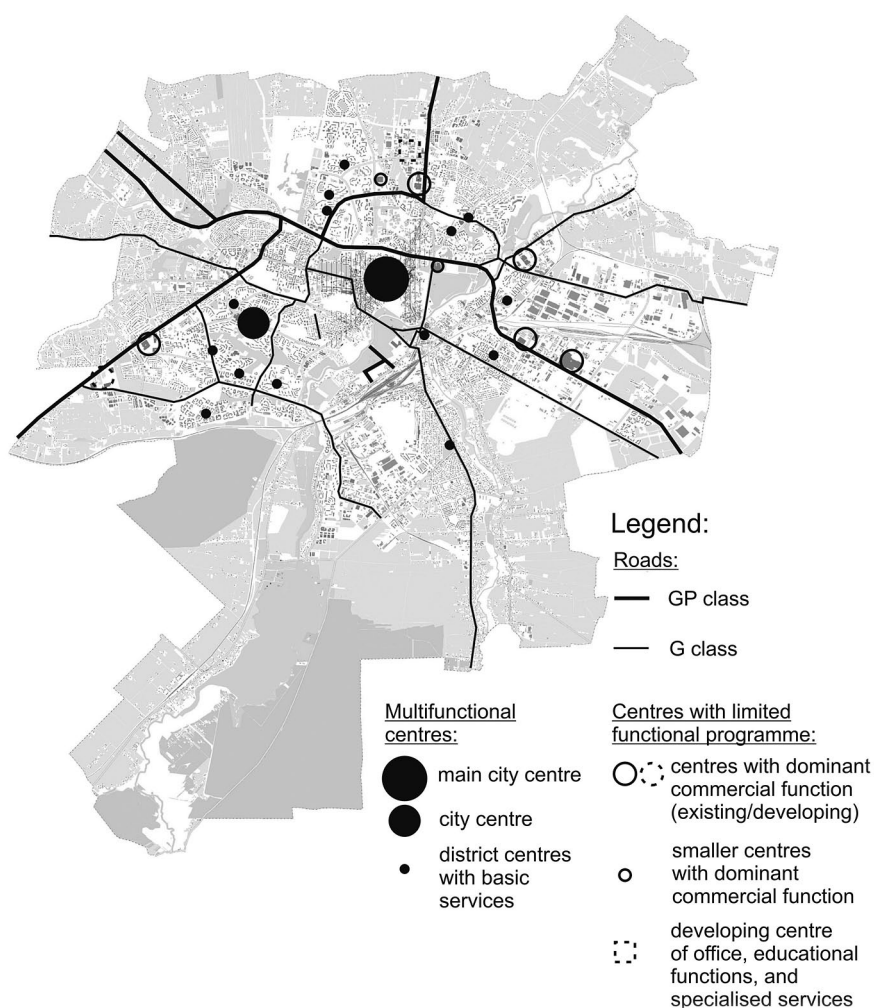 Legend:
Roads:
GP class
G class
Multifunctional
centres:
main city centre
city centre
district centres
with basic
services
Centres with limited
functional programme:
centres with dominant
commercial function
(existing/developing)
smaller centres
with dominant
commercial function
developing centre
of office, educational
functions, and
specialised services